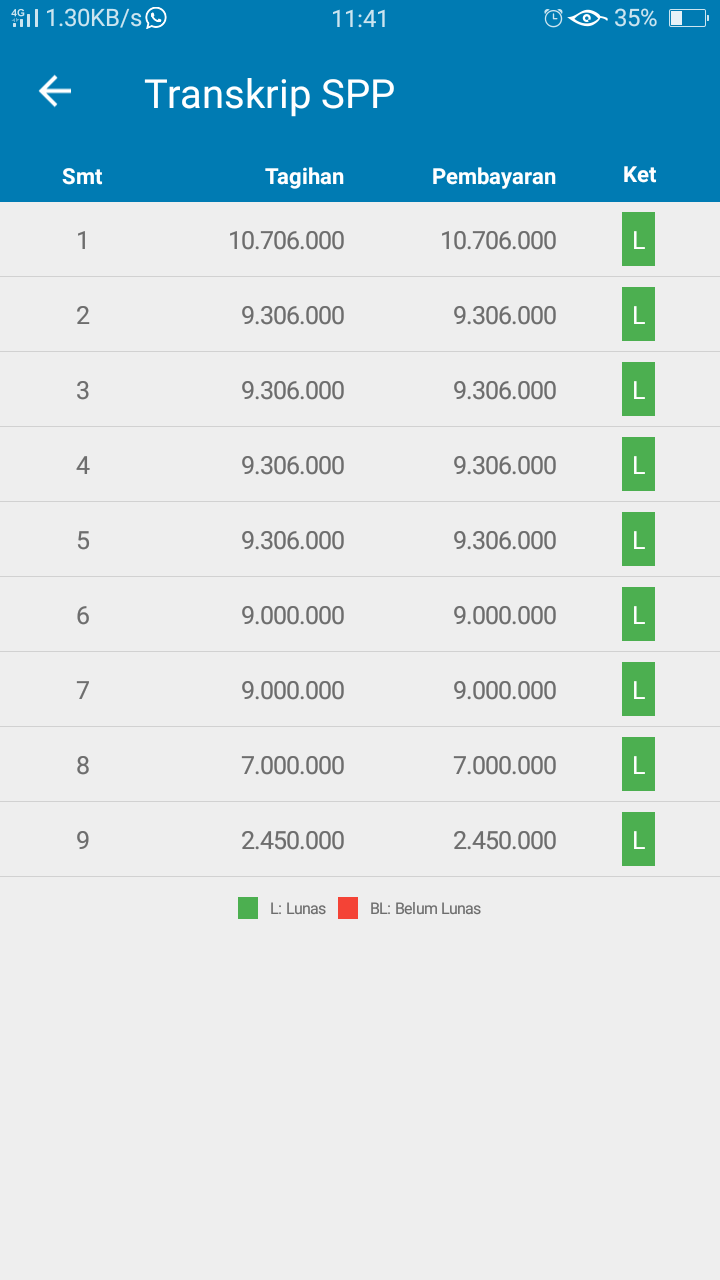 4G 1.30KB/s 11:41 35%
Transkrip SPP
Smt Tagihan Pembayaran Ket
1 10.706.000 10.706.000 L
2 9.306.000 9.306.000 L
3 9.306.000 9.306.000 L
4 9.306.000 9.306.000 L
5 9.306.000 9.306.000 L
6 9.000.000 9.000.000 L
7 9.000.000 9.000.000 L
8 7.000.000 7.000.000 L
9 2.450.000 2.450.000 L
L: Lunas BL: Belum Lunas